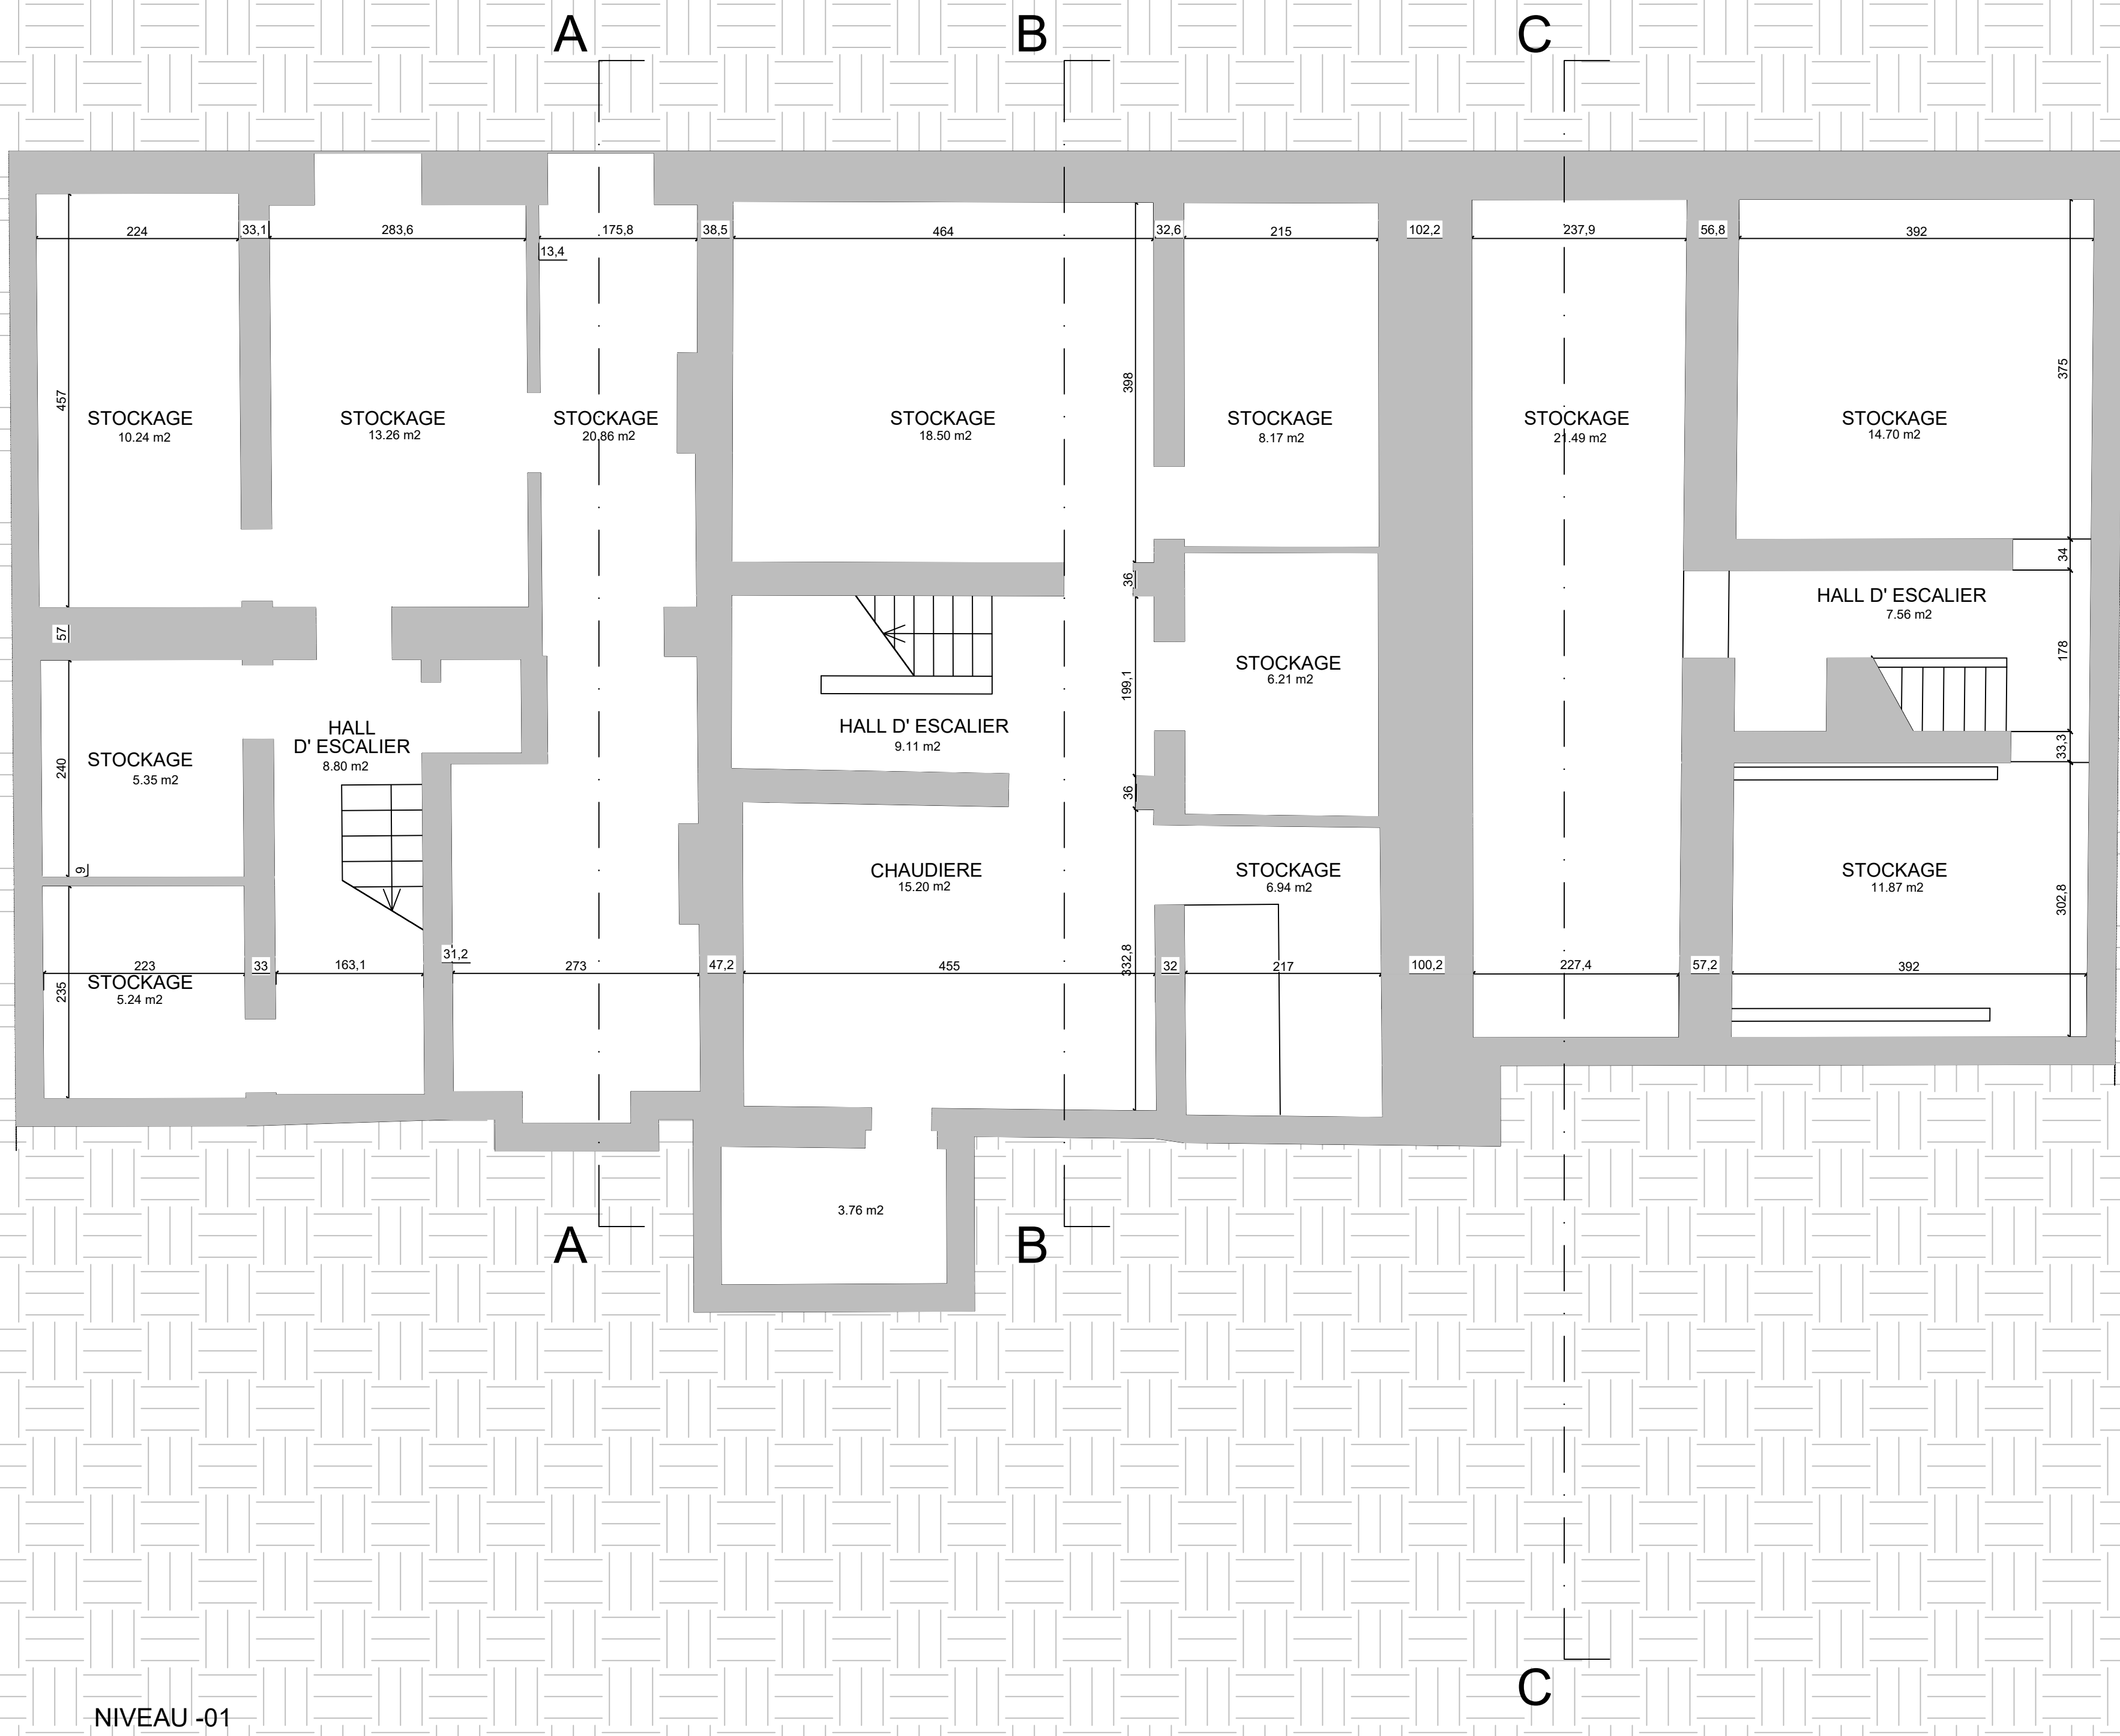 A B C
224 33,1 283,6 175,8 38,5 464 32,6 215 102,2 237,9 56,8 392
13,4
457
398
375
STOCKAGE
10.24 m2
STOCKAGE
13.26 m2
STOCKAGE
20.86 m2
STOCKAGE
18.50 m2
STOCKAGE
8.17 m2
STOCKAGE
21.49 m2
STOCKAGE
14.70 m2
57
36
34
HALL D' ESCALIER
7.56 m2
178
STOCKAGE
6.21 m2
199,1
HALL D' ESCALIER
9.11 m2
HALL
D' ESCALIER
8.80 m2
STOCKAGE
5.35 m2
240
36
33,3
9
CHAUDIERE
15.20 m2
STOCKAGE
6.94 m2
STOCKAGE
11.87 m2
302,8
332,8
31,2
223 33 163,1 273 47,2 455 32 217 100,2 227,4 57,2 392
STOCKAGE
5.24 m2
235
3.76 m2
A B
C
NIVEAU -01